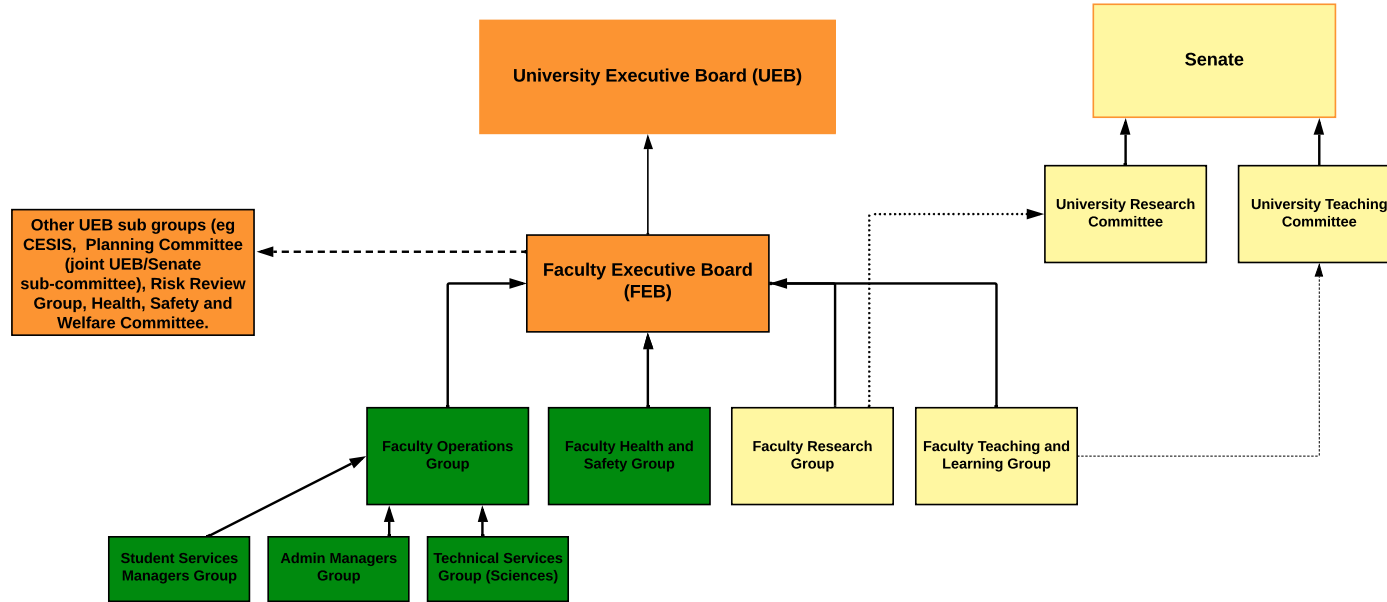 University Executive Board (UEB)
Senate
University Research
Committee
University Teaching
Committee
Other UEB sub groups (eg
CESIS,  Planning Committee
(joint UEB/Senate
sub-committee), Risk Review
Group, Health, Safety and
Welfare Committee.
Faculty Executive Board
(FEB)
Faculty Operations
Group
Faculty Health and
Safety Group
Faculty Research
Group
Faculty Teaching and
Learning Group
Student Services
Managers Group
Admin Managers
Group
Technical Services
Group (Sciences)